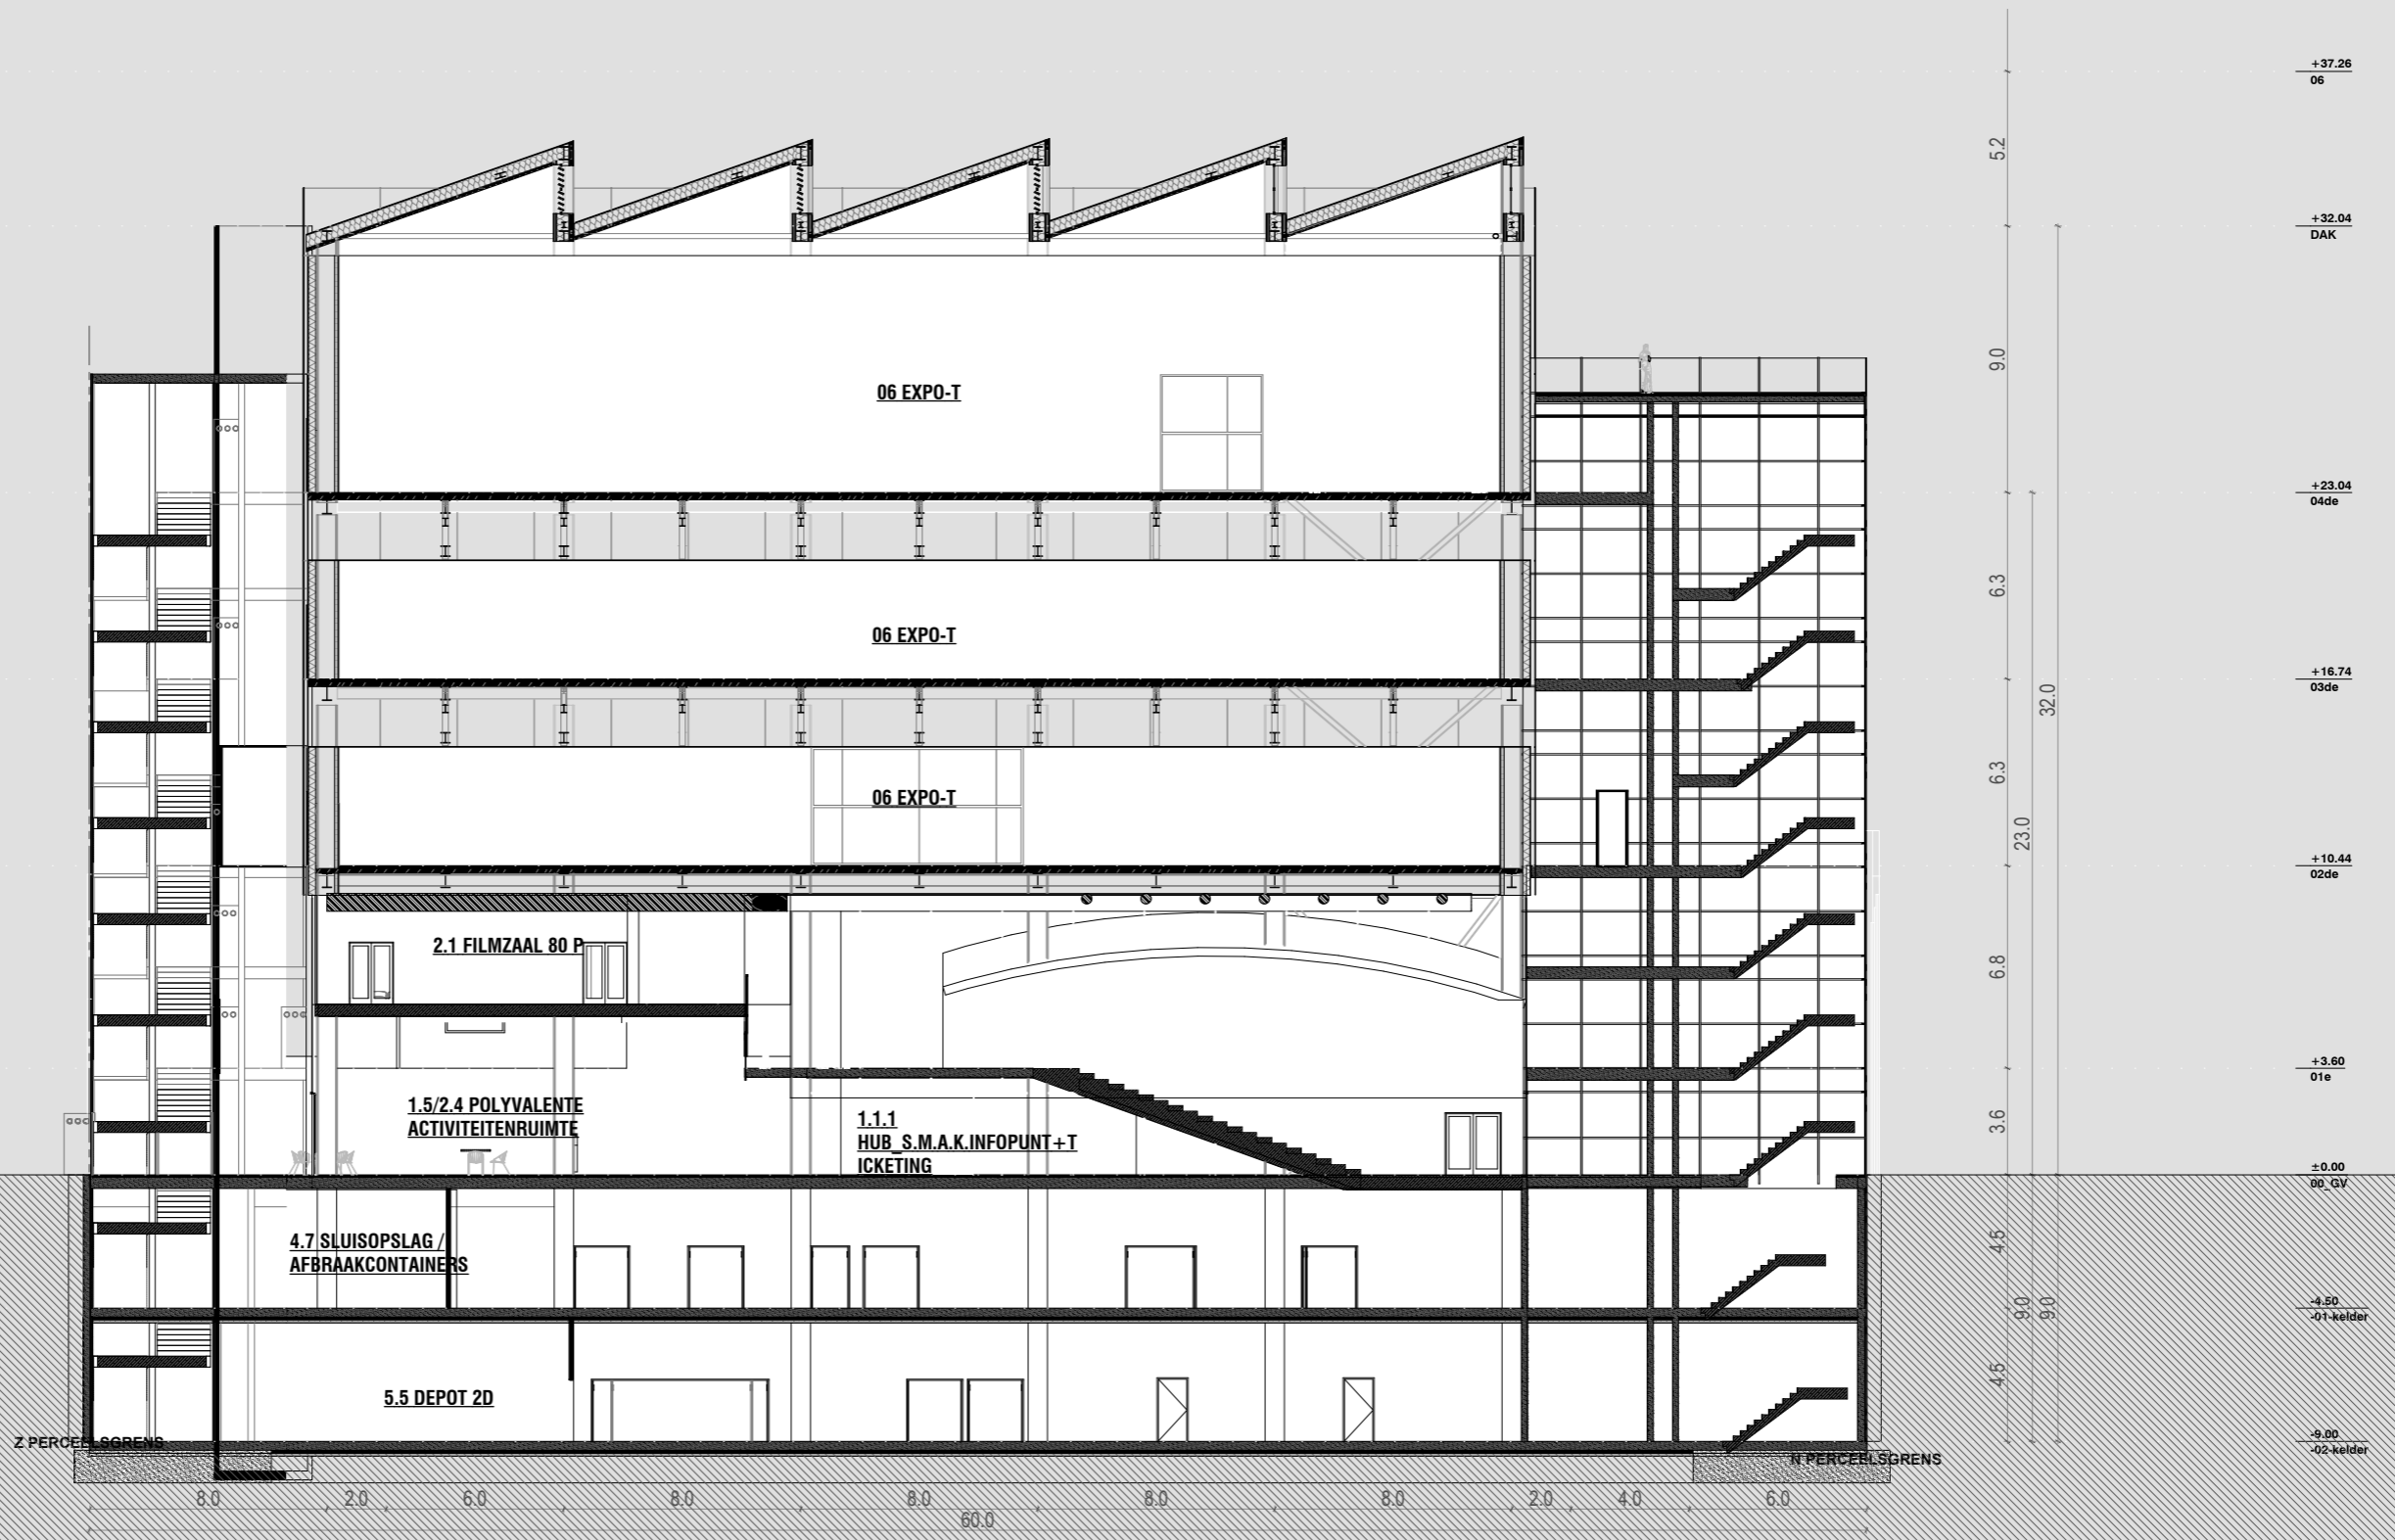 +37.26
06
5.2
+32.04
DAK
9.0
06 EXPO-T
+23.04
04de
6.3
06 EXPO-T
+16.74
03de
32.0
6.3
06 EXPO-T
23.0
+10.44
02de
2.1 FILMZAAL 80 P
6.8
+3.60
01e
1.5/2.4 POLYVALENTE
ACTIVITEITENRUIMTE
1.1.1
HUB_S.M.A.K.INFOPUNT+T
ICKETING
3.6
±0.00
00_GV
4.7 SLUISOPSLAG /
AFBRAAKCONTAINERS
4.5
9.0
9.0
-4.50
-01-kelder
5.5 DEPOT 2D
4.5
-9.00
-02-kelder
Z PERCEELSGRENS
N PERCEELSGRENS
8.0 2.0 6.0 8.0 8.0 8.0 8.0 2.0 4.0 6.0
60.0